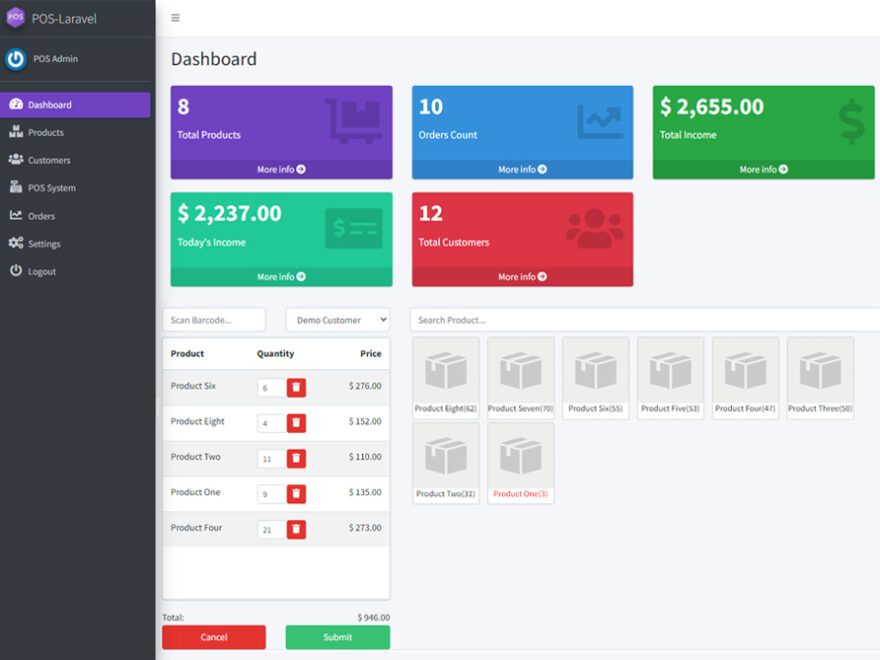 POS POS-Laravel
POS Admin
Dashboard
Products
Customers
POS System
Orders
Settings
Logout
Dashboard
8
Total Products
More info
10
Orders Count
More info
$ 2,655.00
Total Income
More info
$ 2,237.00
Today's Income
More info
12
Total Customers
More info
Scan Barcode...
Demo Customer
Product Quantity Price
Product Six 6 $ 276.00
Product Eight 4 $ 152.00
Product Two 11 $ 110.00
Product One 9 $ 135.00
Product Four 21 $ 273.00
Total: $ 946.00
Cancel Submit
Search Product...
Product Eight(62) Product Seven(70) Product Six(55) Product Five(53) Product Four(47) Product Three(50)
Product Two(31) Product One(3)